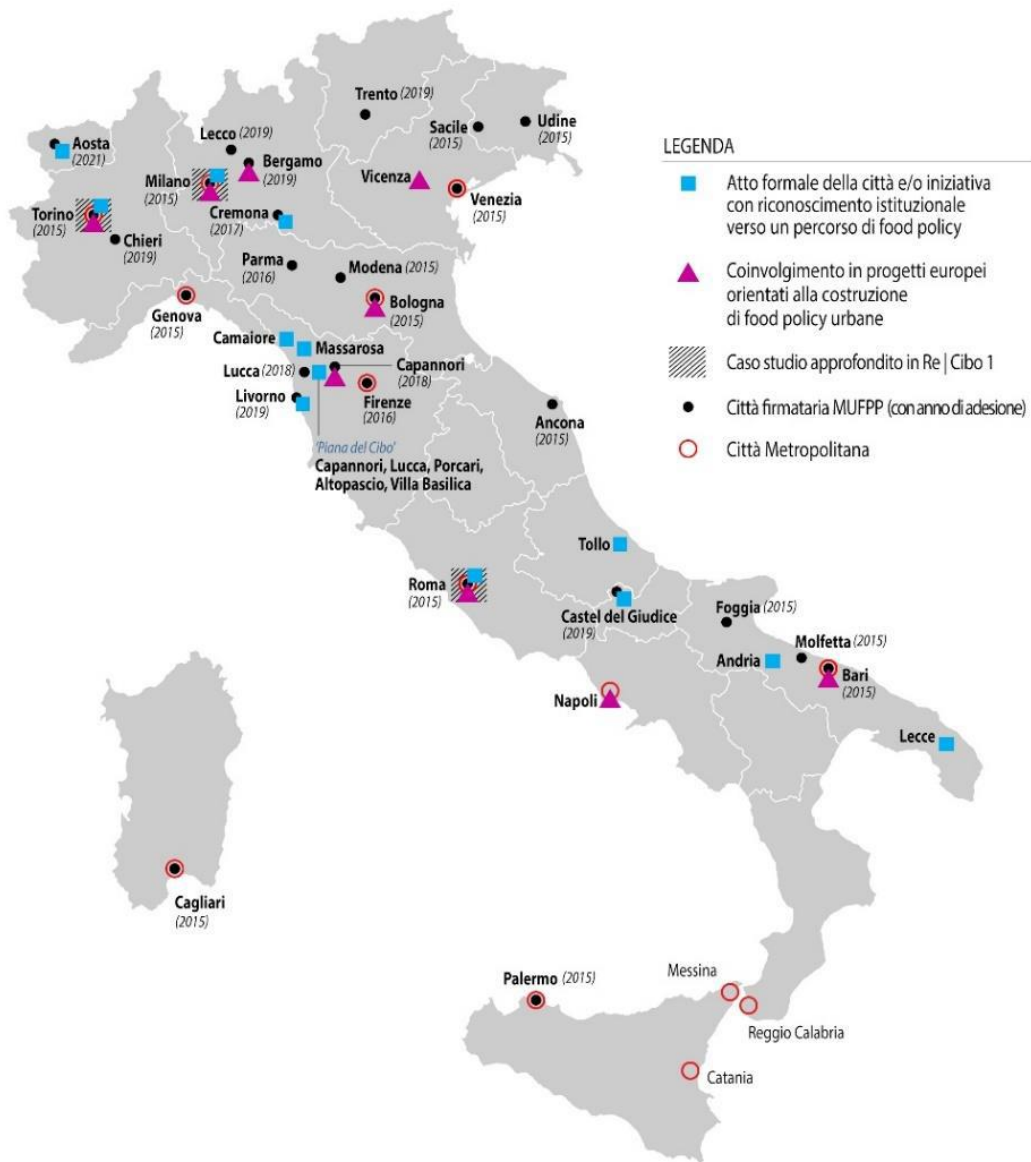 Trento (2019)
Sacile
(2015)
Udine
(2015)
Lecco (2019)
Aosta
(2021)
Bergamo
(2019)
Milano
(2015)
Vicenza
Venezia
(2015)
Torino
(2015)
Cremona
(2017)
Chieri
(2019)
Parma
(2016)
Modena (2015)
Bologna
(2015)
Genova
(2015)
Camaiore
Massarosa
Capannori
(2018)
Lucca (2018)
Livorno
(2019)
Firenze
(2016)
Ancona
(2015)
'Piana del Cibo'
Capannori, Lucca, Porcari,
Altopascio, Villa Basilica
Tollo
Roma
(2015)
Castel del Giudice
(2019)
Foggia (2015)
Molfetta (2015)
Andria
Bari
(2015)
Napoli
Lecce
Cagliari
(2015)
Palermo (2015)
Messina
Reggio Calabria
Catania
LEGENDA
Atto formale della città e/o iniziativa
con riconoscimento istituzionale
verso un percorso di food policy
Coinvolgimento in progetti europei
orientati alla costruzione
di food policy urbane
Caso studio approfondito in Re|Cibo 1
Città firmataria MUFPP (con anno di adesione)
Città Metropolitana